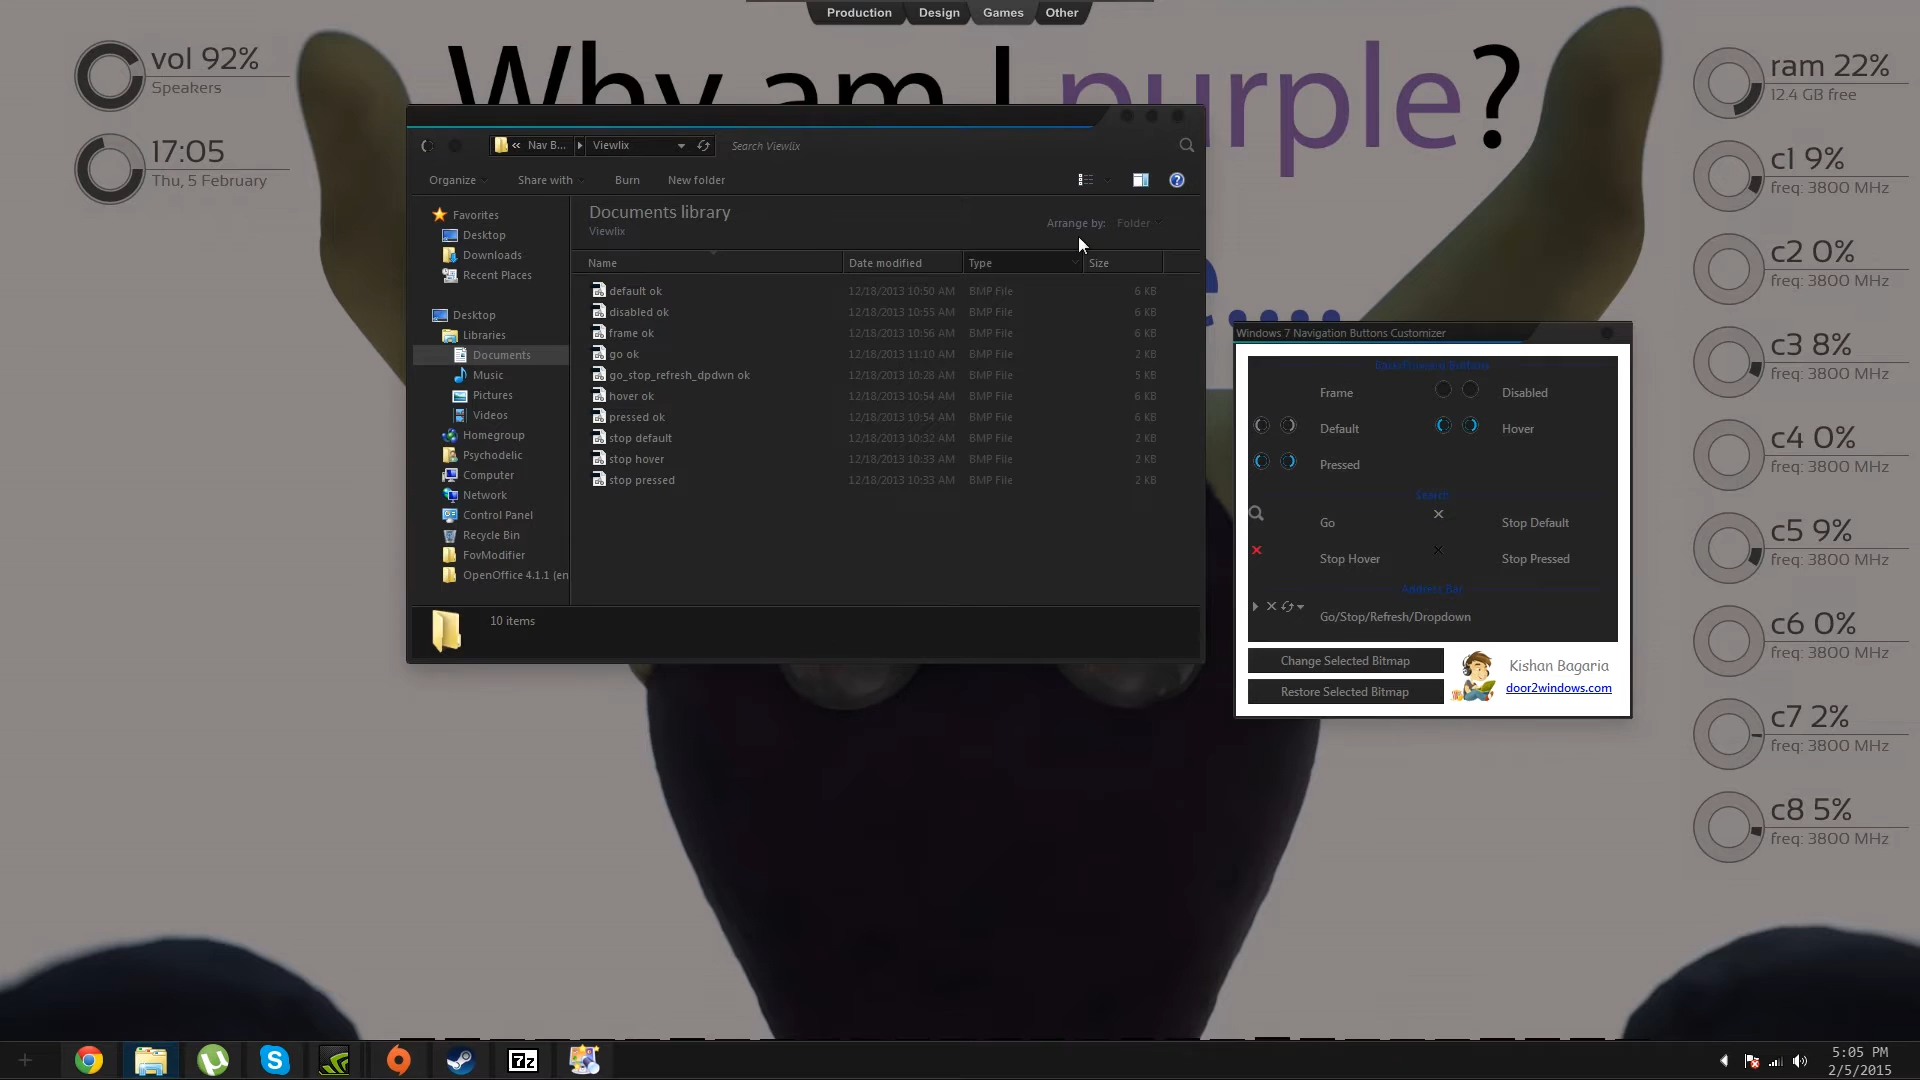 Production Design Games Other
vol 92%
Speakers
17:05
Thu, 5 February
Why am I purple?
ram 22%
12.4 GB free
c1 9%
freq: 3800 MHz
c2 0%
freq: 3800 MHz
c3 8%
freq: 3800 MHz
c4 0%
freq: 3800 MHz
c5 9%
freq: 3800 MHz
c6 0%
freq: 3800 MHz
c7 2%
freq: 3800 MHz
c8 5%
freq: 3800 MHz
« Nav B... Viewlix Search Viewlix
Organize Share with Burn New folder
Favorites
Desktop
Downloads
Recent Places
Desktop
Libraries
Documents
Music
Pictures
Videos
Homegroup
Psychodelic
Computer
Network
Control Panel
Recycle Bin
FovModifier
OpenOffice 4.1.1 (en
Documents library
Viewlix
Arrange by: Folder
Name Date modified Type Size
default ok 12/18/2013 10:50 AM BMP File 6 KB
disabled ok 12/18/2013 10:55 AM BMP File 6 KB
frame ok 12/18/2013 10:56 AM BMP File 6 KB
go ok 12/18/2013 11:10 AM BMP File 2 KB
go_stop_refresh_dpdwn ok 12/18/2013 10:28 AM BMP File 5 KB
hover ok 12/18/2013 10:54 AM BMP File 6 KB
pressed ok 12/18/2013 10:54 AM BMP File 6 KB
stop default 12/18/2013 10:32 AM BMP File 2 KB
stop hover 12/18/2013 10:33 AM BMP File 2 KB
stop pressed 12/18/2013 10:33 AM BMP File 2 KB
10 items
e....
Windows 7 Navigation Buttons Customizer
Frame Disabled
Default Hover
Pressed
Search
Go Stop Default
Stop Hover Stop Pressed
Address Bar
Go/Stop/Refresh/Dropdown
Change Selected Bitmap
Restore Selected Bitmap
Kishan Bagaria
door2windows.com
7z
5:05 PM
2/5/2015